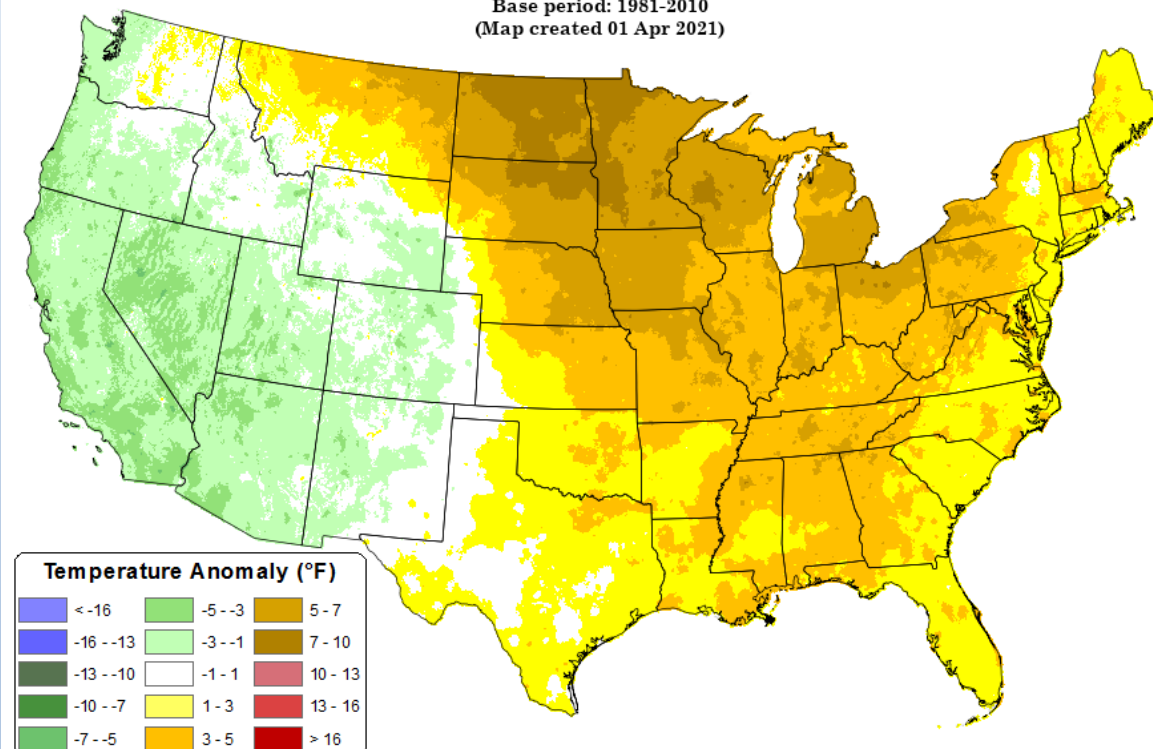 Base period: 1981-2010
(Map created 01 Apr 2021)
Temperature Anomaly (°F)
< -16
-5 - -3
5 - 7
-16 - -13
-3 - -1
7 - 10
-13 - -10
-1 - 1
10 - 13
-10 - -7
1 - 3
13 - 16
-7 - -5
3 - 5
> 16